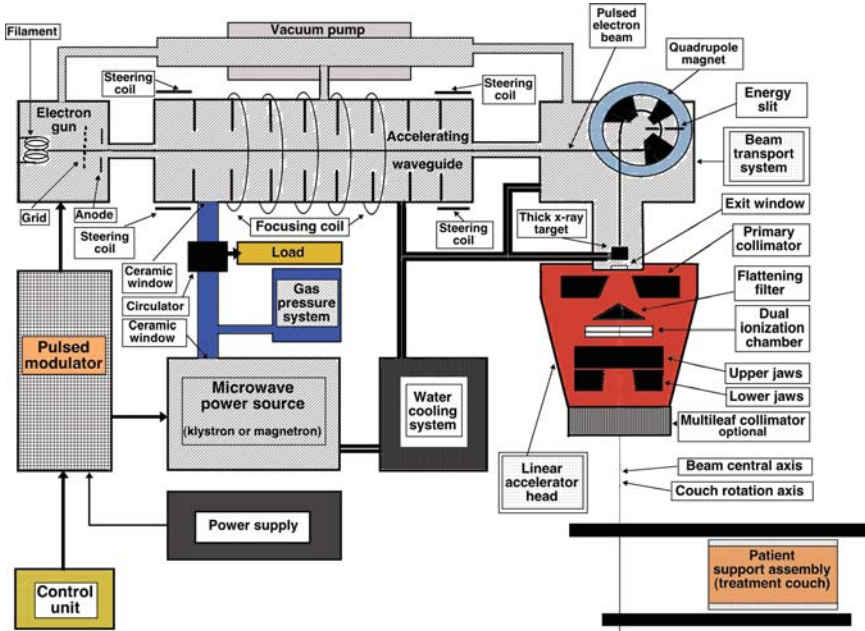 Filament
Vacuum pump
Pulsed
electron
beam
Quadrupole
magnet
Steering
coil
Steering
coil
Energy
slit
Electron
gun
Accelerating
waveguide
Beam
transport
system
Grid
Anode
Steering
coil
Focusing coil
Steering
coil
Thick x-ray
target
Exit window
Primary
collimator
Ceramic
window
Load
Circulator
Gas
pressure
system
Flattening
filter
Ceramic
window
Dual
ionization
chamber
Pulsed
modulator
Microwave
power source
(klystron or magnetron)
Water
cooling
system
Upper jaws
Lower jaws
Multileaf collimator
optional
Linear
accelerator
head
Beam central axis
Couch rotation axis
Power supply
Patient
support assembly
(treatment couch)
Control
unit